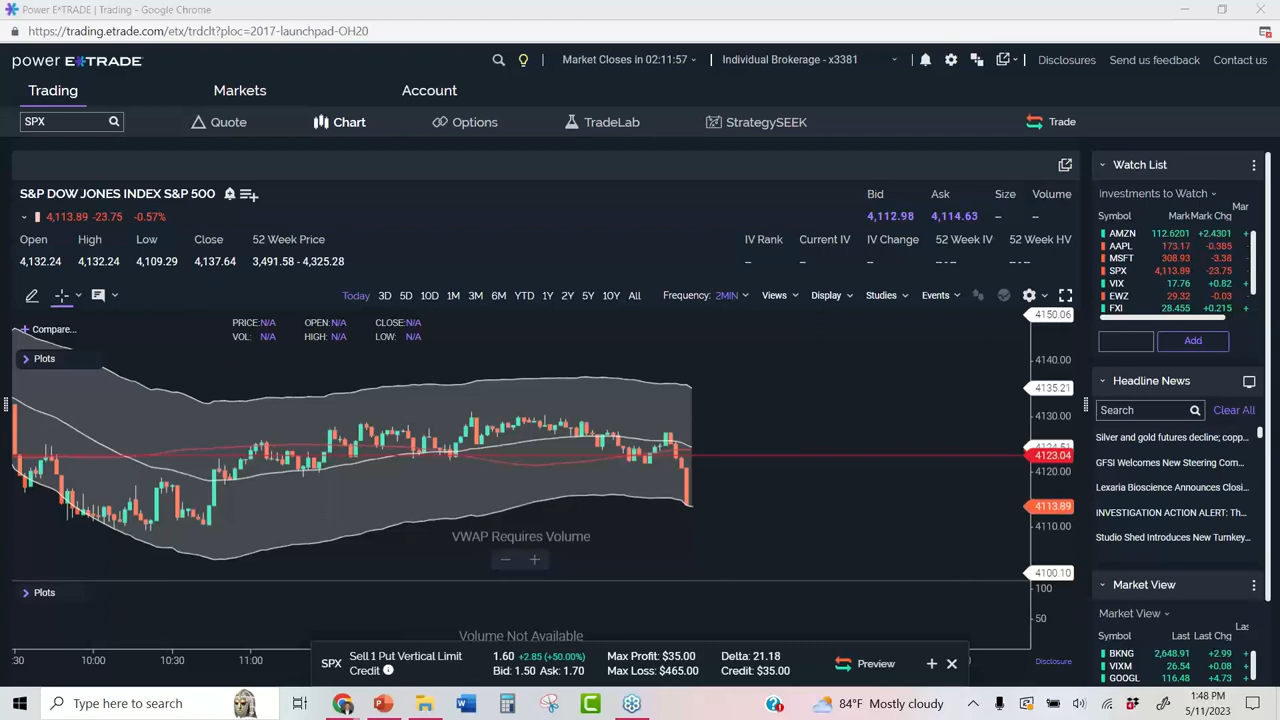 Power E*TRADE | Trading - Google Chrome
https://trading.etrade.com/etx/trdclt?ploc=2017-launchpad-OH20
power E*TRADE
Market Closes in 02:11:57
Individual Brokerage - x3381
Disclosures Send us feedback Contact us
Trading Markets Account
SPX
Quote Chart Options TradeLab StrategySEEK Trade
S&P DOW JONES INDEX S&P 500
Bid Ask Size Volume
4,113.89 -23.75 -0.57%
4,112.98 4,114.63 -- --
Open High Low Close 52 Week Price
IV Rank Current IV IV Change 52 Week IV 52 Week HV
4,132.24 4,132.24 4,109.29 4,137.64 3,491.58 - 4,325.28
-- -- -- -- - -- -- - --
Today 3D 5D 10D 1M 3M 6M YTD 1Y 2Y 5Y 10Y All
Frequency: 2MIN Views Display Studies Events
+ Compare...
PRICE:N/A OPEN:N/A CLOSE:N/A
VOL: N/A HIGH: N/A LOW: N/A
Plots
4150.06
4140.00
4135.21
4130.00
4124.51
4123.04
4120.00
4113.89
4110.00
4100.10
VWAP Requires Volume
Plots
100
50
Volume Not Available
:30 10:00 10:30 11:00
Disclosure
SPX Sell 1 Put Vertical Limit 1.60 +2.85 (+50.00%) Max Profit: $35.00 Delta: 21.18
Credit Bid: 1.50 Ask: 1.70 Max Loss: $465.00 Credit: $35.00
Preview
Watch List
Investments to Watch
Mar
Symbol Mark Mark Chg
AMZN 112.6201 +2.4301 +
AAPL 173.17 -0.385
MSFT 308.93 -3.38
SPX 4,113.89 -23.75
VIX 17.76 +0.82 +
EWZ 29.32 -0.03
FXI 28.455 +0.215 +
Add
Headline News
Search Clear All
Silver and gold futures decline; copp...
GFSI Welcomes New Steering Com...
Lexaria Bioscience Announces Closi...
INVESTIGATION ACTION ALERT: Th...
Studio Shed Introduces New Turnkey...
Market View
Market View
Las
Symbol Last Last Chg
BKNG 2,648.91 +2.99 +
VIXM 26.54 +0.08 +
GOOGL 116.48 +4.73 +
Type here to search
84°F Mostly cloudy
1:48 PM
5/11/2023